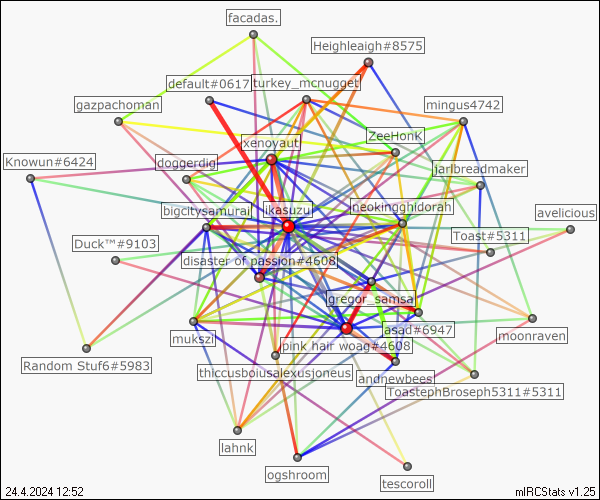 facadas.
Heighleaigh#8575
default#0617
turkey_mcnugget
gazpachoman
mingus4742
xenovaut
ZeeHonk
Knowun#6424
doggerdig
jarlbreadmaker
bigcitysamurai
ikasuzu
neokingghidorah
avelicious
Duck™#9103
Toast#5311
disaster of passion#4608
gregor_samsa
mukszi
pink hair woag#4608
asad#6947
moonraven
Random Stuf6#5983
thiccusboiusalexusjoneus
andnewbees
ToastephBroseph5311#5311
lahnk
ogshroom
tescoroll
24.4.2024 12:52
mIRCStats v1.25